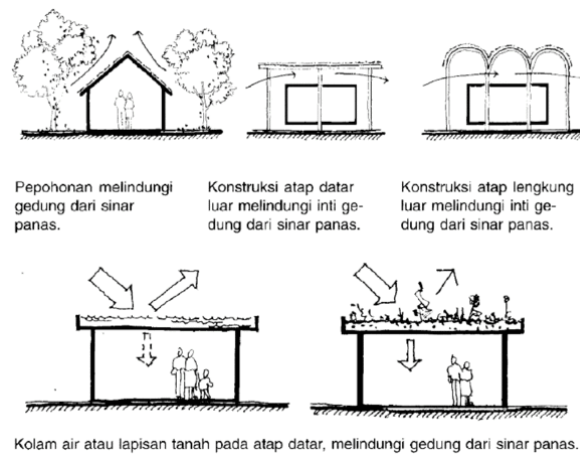 Pepohonan melindungi
gedung dari sinar
panas.
Konstruksi atap datar
luar melindungi inti ge-
dung dari sinar panas.
Konstruksi atap lengkung
luar melindungi inti ge-
dung dari sinar panas.
Kolam air atau lapisan tanah pada atap datar, melindungi gedung dari sinar panas.